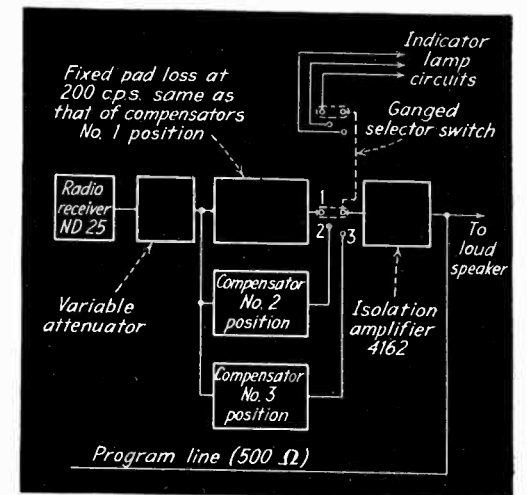 Indicator
lamp
circuits
Fixed pad loss at
200 c.p.s. same as
that of compensators
No. 1 position
Ganged
selector switch
Radio
receiver
ND 25
1
2
3
To
loud
speaker
Variable
attenuator
Compensator
No. 2
position
Isolation
amplifier
4162
Compensator
No. 3
position
Program line (500 Ω)